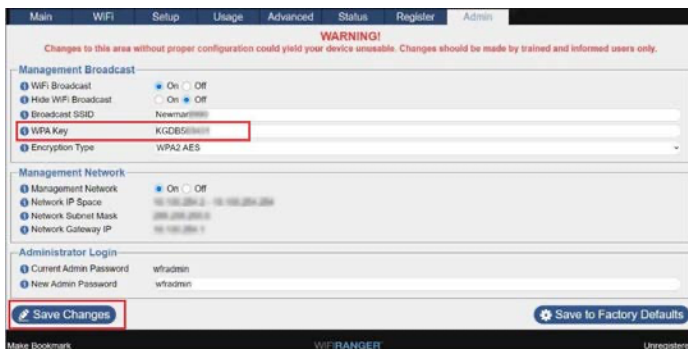 Main WiFi Setup Usage Advanced Status Register Admin
WARNING!
Changes to this area without proper configuration could yield your device unusable. Changes should be made by trained and informed users only.
Management Broadcast
WiFi Broadcast On Off
Hide WiFi Broadcast On Off
Broadcast SSID Newmar
WPA Key KGDB5
Encryption Type WPA2 AES
Management Network
Management Network On Off
Network IP Space
Network Subnet Mask
Network Gateway IP
Administrator Login
Current Admin Password wfradmin
New Admin Password wfradmin
Save Changes Save to Factory Defaults
Make Bookmark WiFiRANGER Unregistere